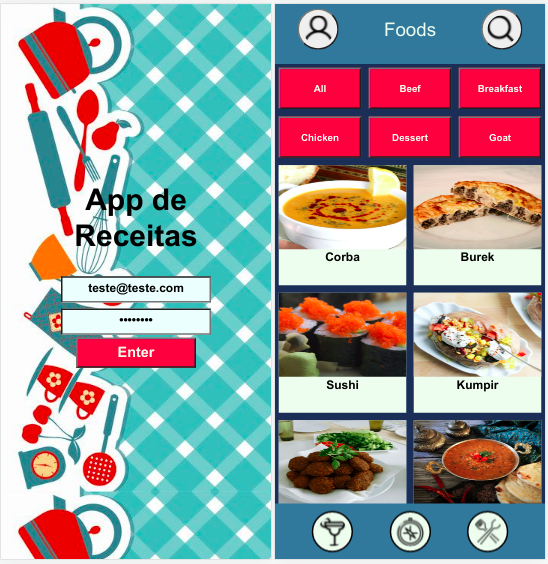 App de
Receitas
teste@teste.com
••••••••
Enter
Foods
All
Beef
Breakfast
Chicken
Dessert
Goat
Corba
Burek
Sushi
Kumpir